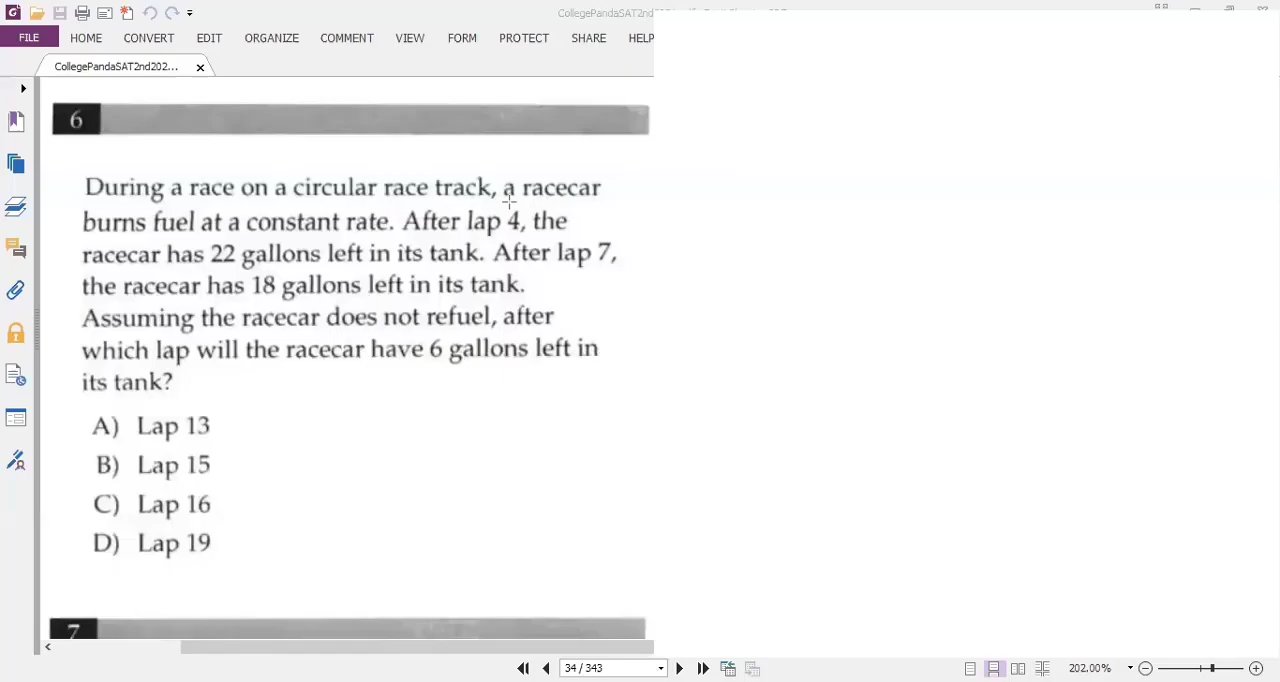 CollegePandaSAT2nd202
FILE HOME CONVERT EDIT ORGANIZE COMMENT VIEW FORM PROTECT SHARE HELP
CollegePandaSAT2nd202...
6
During a race on a circular race track, a racecar
burns fuel at a constant rate. After lap 4, the
racecar has 22 gallons left in its tank. After lap 7,
the racecar has 18 gallons left in its tank.
Assuming the racecar does not refuel, after
which lap will the racecar have 6 gallons left in
its tank?
A) Lap 13
B) Lap 15
C) Lap 16
D) Lap 19
7
34 / 343
202.00%